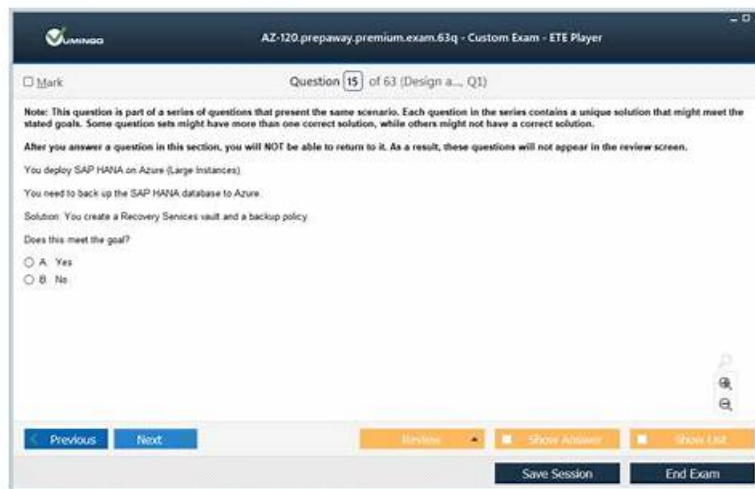 VUMINGO
AZ-120.prepaway.premium.exam.63q - Custom Exam - ETE Player
Mark
Question 15 of 63 (Design a..., Q1)
Note: This question is part of a series of questions that present the same scenario. Each question in the series contains a unique solution that might meet the
stated goals. Some question sets might have more than one correct solution, while others might not have a correct solution.
After you answer a question in this section, you will NOT be able to return to it. As a result, these questions will not appear in the review screen.
You deploy SAP HANA on Azure (Large Instances)
You need to back up the SAP HANA database to Azure.
Solution: You create a Recovery Services vault and a backup policy
Does this meet the goal?
A. Yes
B. No
Previous
Next
Review
Show Answer
Show List
Save Session
End Exam